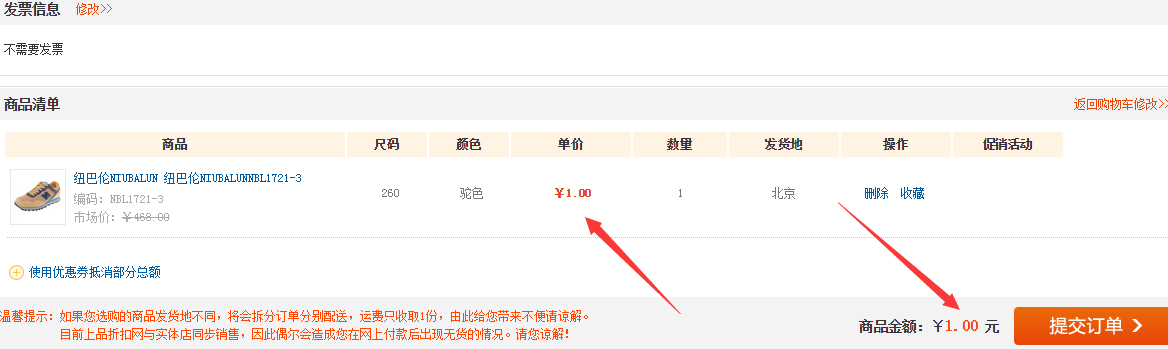 发票信息 修改>>
不需要发票
商品清单 返回购物车修改>>
商品 尺码 颜色 单价 数量 发货地 操作 促销活动
纽巴伦NIUBALUN 纽巴伦NIUBALUNNBL1721-3
编码：NBL1721-3
市场价：￥468.00
260 驼色 ￥1.00 1 北京 删除 收藏
使用优惠券抵消部分总额
温馨提示：如果您选购的商品发货地不同，将会拆分订单分别配送，运费只收取1份，由此给您带来不便请谅解。
目前上品折扣网与实体店同步销售，因此偶尔会造成您在网上付款后出现无货的情况。请您谅解！
商品金额：￥1.00 元 提交订单 >